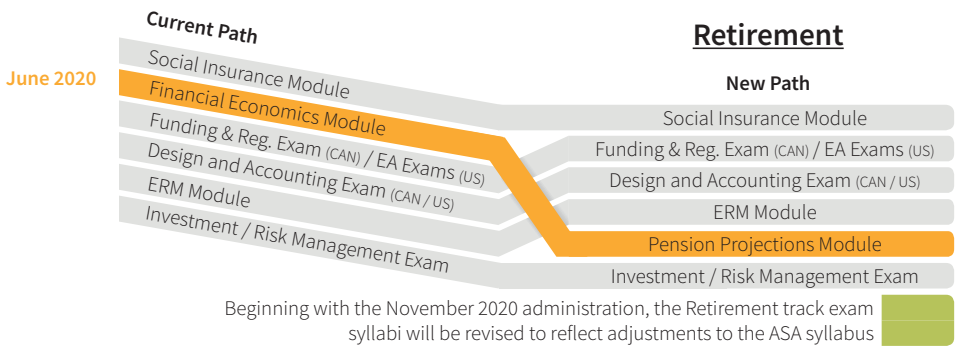 Current Path
Retirement
June 2020
New Path
Social Insurance Module
Financial Economics Module
Funding & Reg. Exam (CAN) / EA Exams (US)
Design and Accounting Exam (CAN / US)
ERM Module
Investment / Risk Management Exam
Social Insurance Module
Funding & Reg. Exam (CAN) / EA Exams (US)
Design and Accounting Exam (CAN / US)
ERM Module
Pension Projections Module
Investment / Risk Management Exam
Beginning with the November 2020 administration, the Retirement track exam
syllabi will be revised to reflect adjustments to the ASA syllabus